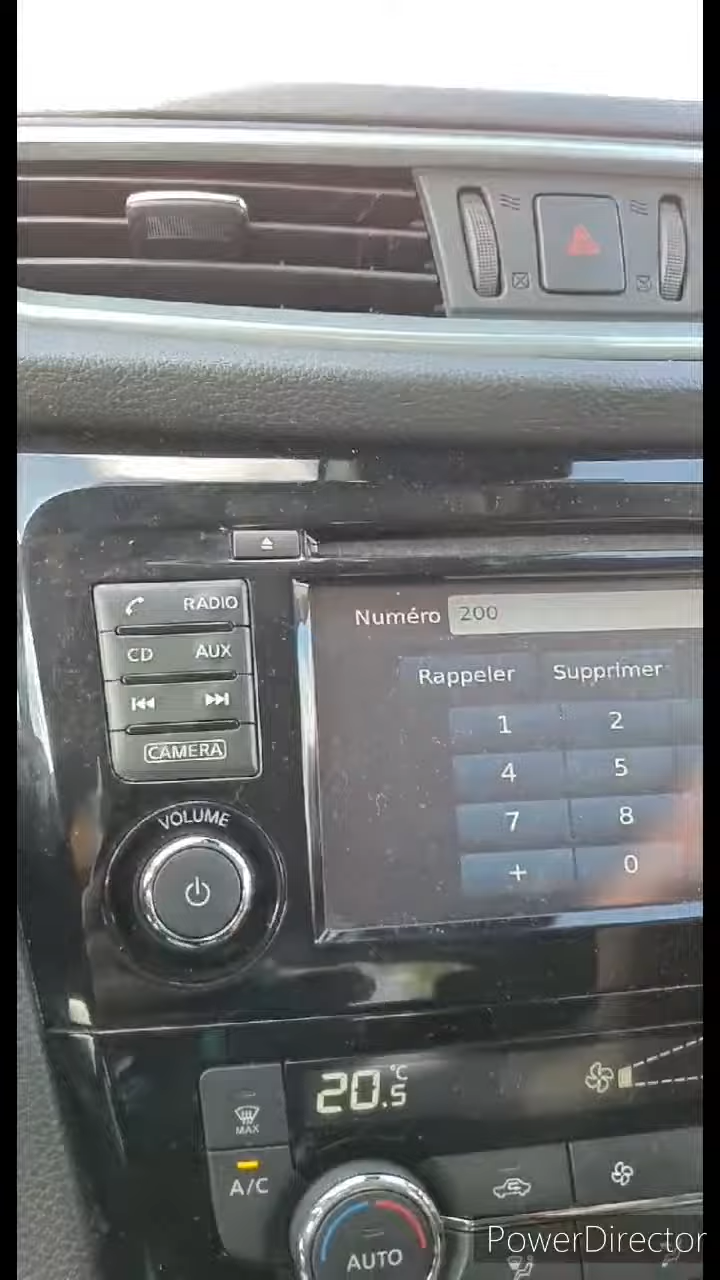 Numéro 200
RADIO
CD AUX
Rappeler Supprimer
1 2
CAMERA
4 5
7 8
VOLUME
+ 0
20.5 °C
MAX
A/C
AUTO
PowerDirector